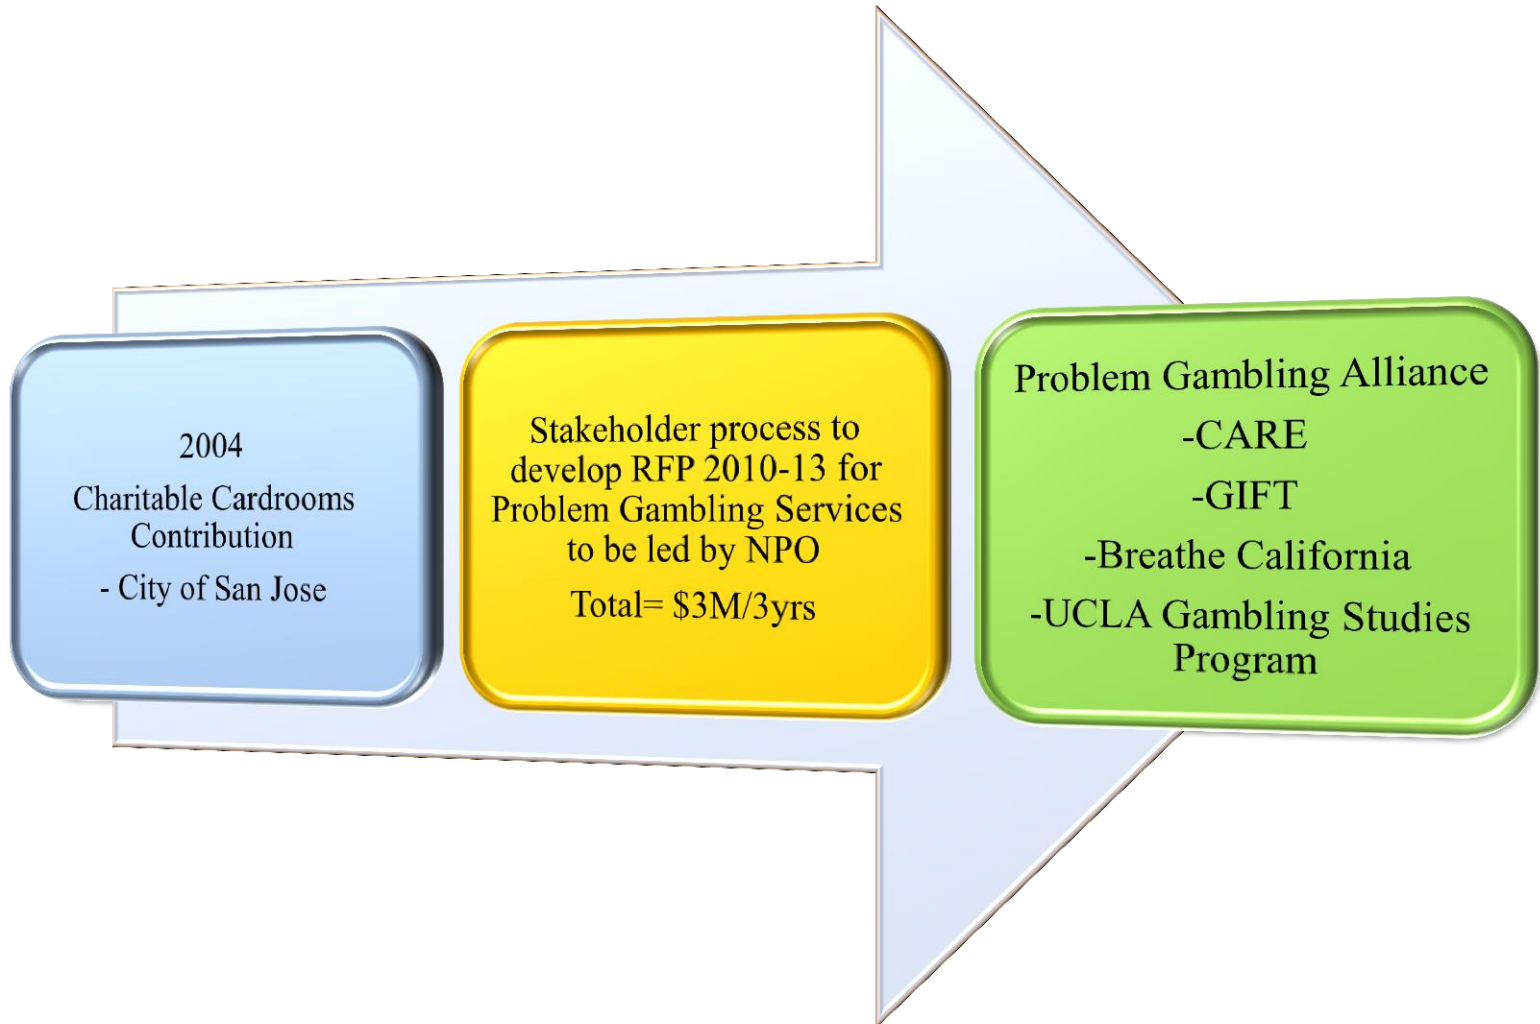 2004
Charitable Cardrooms
Contribution
- City of San Jose
Stakeholder process to
develop RFP 2010-13 for
Problem Gambling Services
to be led by NPO
Total= $3M/3yrs
Problem Gambling Alliance
-CARE
-GIFT
-Breathe California
-UCLA Gambling Studies
Program